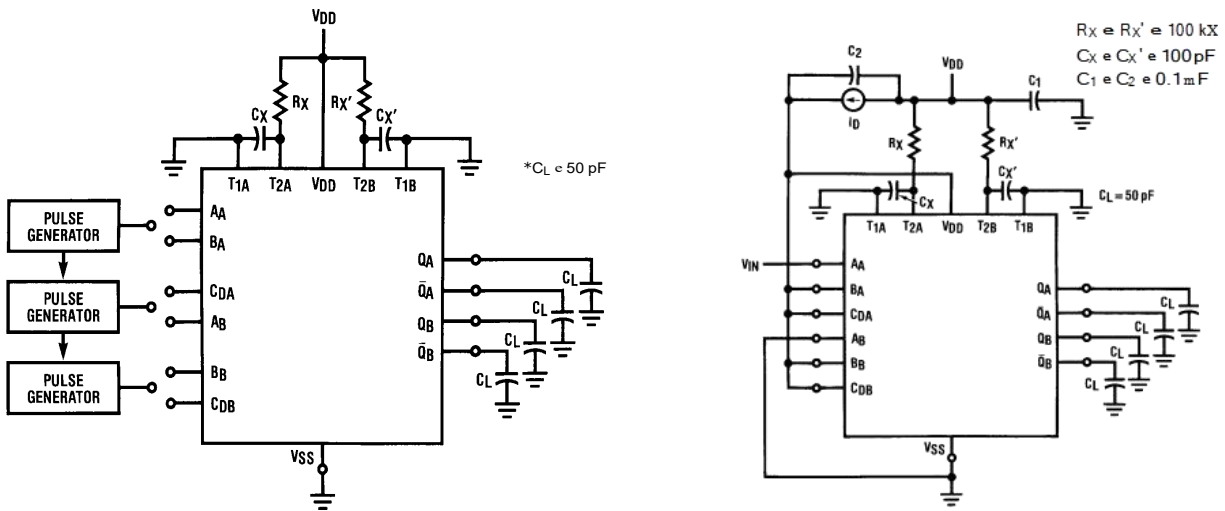 VDD
RX RX'
CX CX'
T1A T2A VDD T2B T1B
*CL e 50 pF
PULSE
GENERATOR
PULSE
GENERATOR
PULSE
GENERATOR
AA
BA
CDA
AB
BB
CDB
QA
Q̄A
QB
Q̄B
CL
CL
CL
CL
VSS
RX e RX' e 100 kX
CX e CX' e 100 pF
C1 e C2 e 0.1 m F
C2
VDD
C1
iD
RX RX'
CX CX'
CL = 50 pF
T1A T2A VDD T2B T1B
VIN
AA
BA
CDA
AB
BB
CDB
QA
Q̄A
QB
Q̄B
CL
CL
CL
CL
VSS